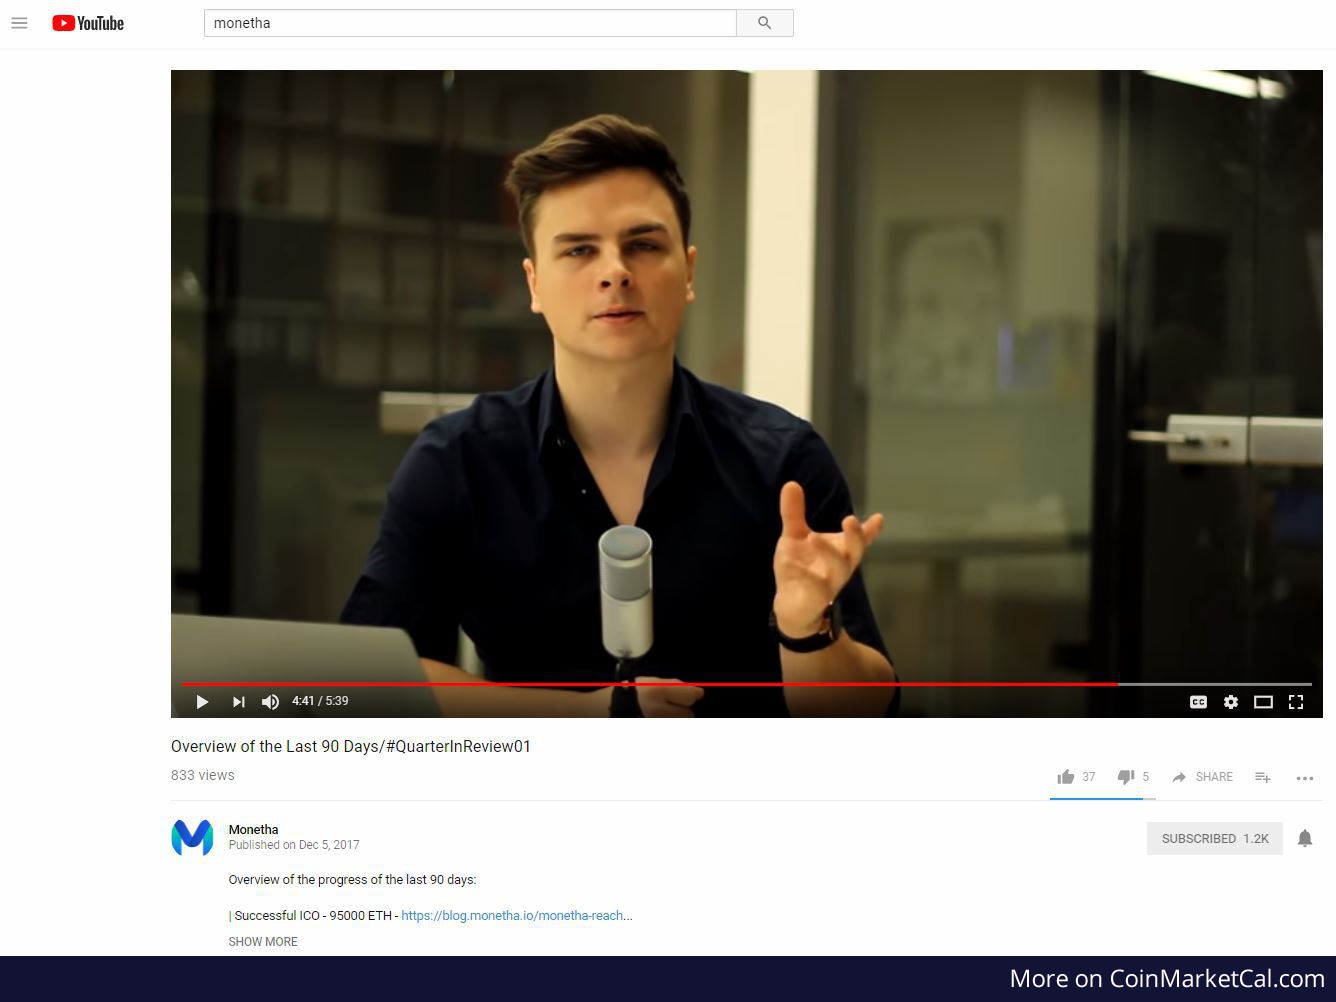 YouTube
monetha
4:41 / 5:39
CC
Overview of the Last 90 Days/#QuarterInReview01
833 views
37
5
SHARE
Monetha
Published on Dec 5, 2017
SUBSCRIBED 1.2K
Overview of the progress of the last 90 days:
| Successful ICO - 95000 ETH - https://blog.monetha.io/monetha-reach...
SHOW MORE
More on CoinMarketCal.com